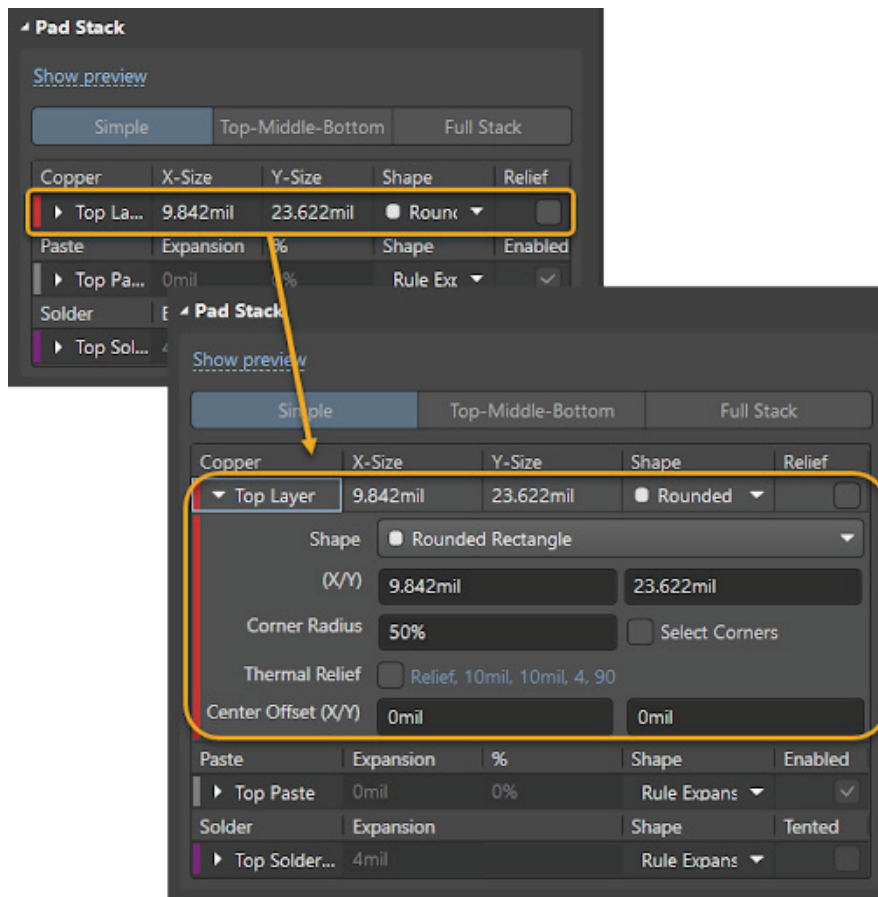 Pad Stack
Show preview
Simple Top-Middle-Bottom Full Stack
Copper X-Size Y-Size Shape Relief
Top La... 9.842mil 23.622mil Rounc
Paste Expansion % Shape Enabled
Top Pa... 0mil 0% Rule Exp
Solder
Top Sol...
Pad Stack
Show preview
Simple Top-Middle-Bottom Full Stack
Copper X-Size Y-Size Shape Relief
Top Layer 9.842mil 23.622mil Rounded
Shape Rounded Rectangle
(X/Y) 9.842mil 23.622mil
Corner Radius 50% Select Corners
Thermal Relief Relief, 10mil, 10mil, 4, 90
Center Offset (X/Y) 0mil 0mil
Paste Expansion % Shape Enabled
Top Paste 0mil 0% Rule Expans
Solder Expansion Shape Tented
Top Solder... 4mil Rule Expans